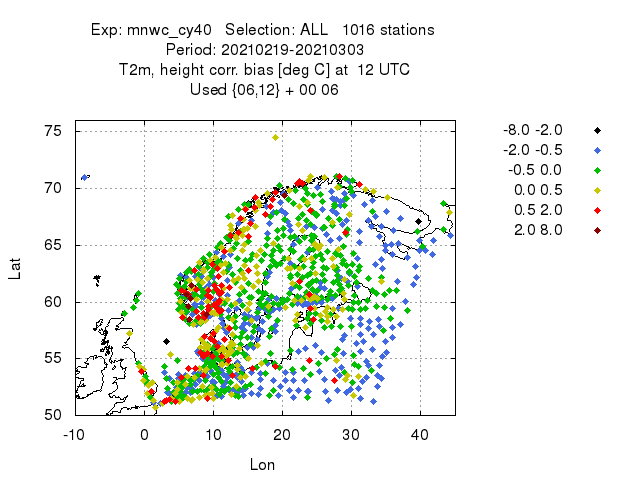 Exp: mnwc_cy40   Selection: ALL   1016 stations
Period: 20210219-20210303
T2m, height corr. bias [deg C] at  12 UTC
Used {06,12} + 00 06
75
70
65
60
55
50
Lat
-10 0 10 20 30 40
Lon
-8.0 -2.0
-2.0 -0.5
-0.5 0.0
0.0 0.5
0.5 2.0
2.0 8.0